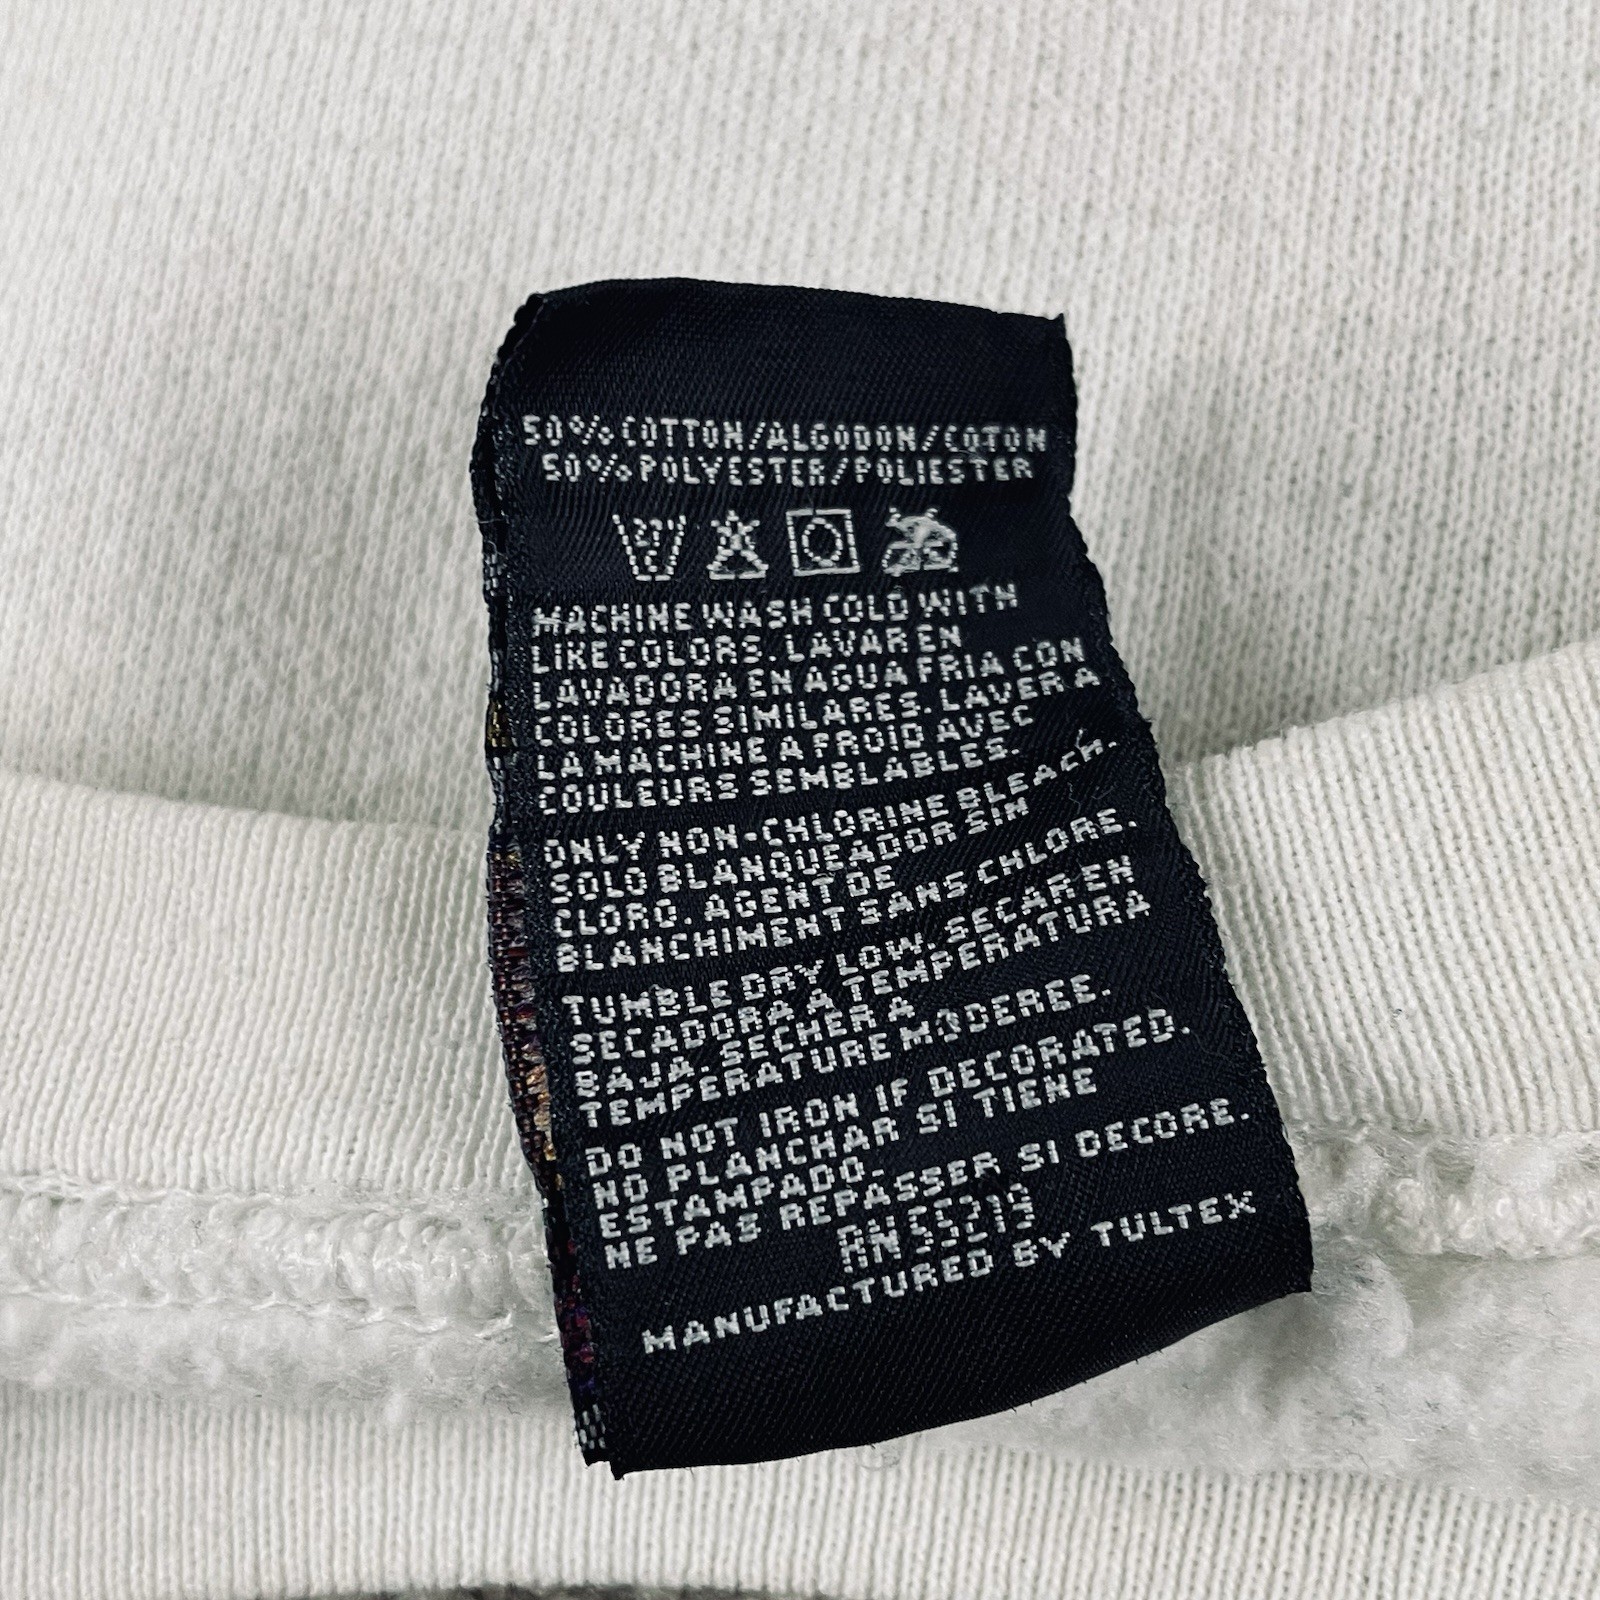 50% COTTON/ALGODON/COTON
50% POLYESTER/POLIESTER
27°
C
MACHINE WASH COLD WITH
LIKE COLORS. LAVAR EN
LAVADORA EN AGUA FRIA CON
COLORES SIMILARES. LAVER A
LA MACHINE A FROID AVEC
COULEURS SEMBLABLES.
ONLY NON-CHLORINE BLEACH.
SOLO BLANQUEADOR SIM
CLORO. AGENT DE
BLANCHIMENT SANS CHLORE.
TUMBLE DRY LOW. SECAR EN
SECADORA A TEMPERATURA
BAJA. SECHER A
TEMPERATURE MODEREE.
DO NOT IRON IF DECORATED.
NO PLANCHAR SI TIENE
ESTAMPADO.
NE PAS REPASSER SI DECORE.
RN 55219
MANUFACTURED BY TULTEX